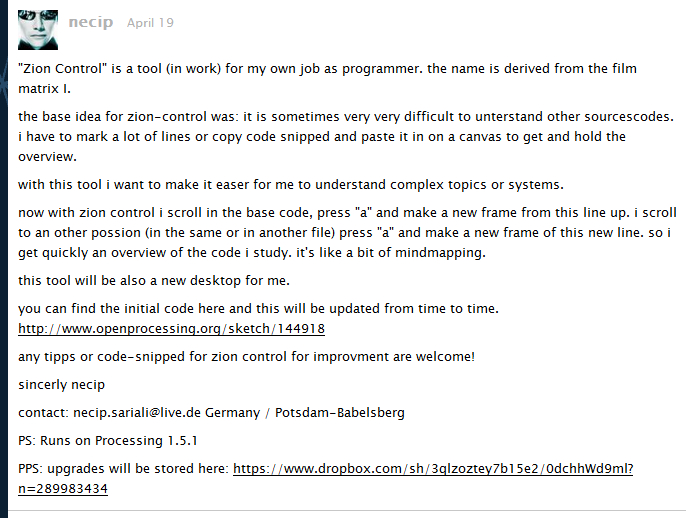 necip April 19
"Zion Control" is a tool (in work) for my own job as programmer. the name is derived from the film
matrix I.
the base idea for zion-control was: it is sometimes very very difficult to unterstand other sourcescodes.
i have to mark a lot of lines or copy code snipped and paste it in on a canvas to get and hold the
overview.
with this tool i want to make it easer for me to understand complex topics or systems.
now with zion control i scroll in the base code, press "a" and make a new frame from this line up. i scroll
to an other possion (in the same or in another file) press "a" and make a new frame of this new line. so i
get quickly an overview of the code i study. it's like a bit of mindmapping.
this tool will be also a new desktop for me.
you can find the initial code here and this will be updated from time to time.
http://www.openprocessing.org/sketch/144918
any tipps or code-snipped for zion control for improvment are welcome!
sincerly necip
contact: necip.sariali@live.de Germany / Potsdam-Babelsberg
PS: Runs on Processing 1.5.1
PPS: upgrades will be stored here: https://www.dropbox.com/sh/3qlzoztey7b15e2/0dchhWd9ml?
n=289983434